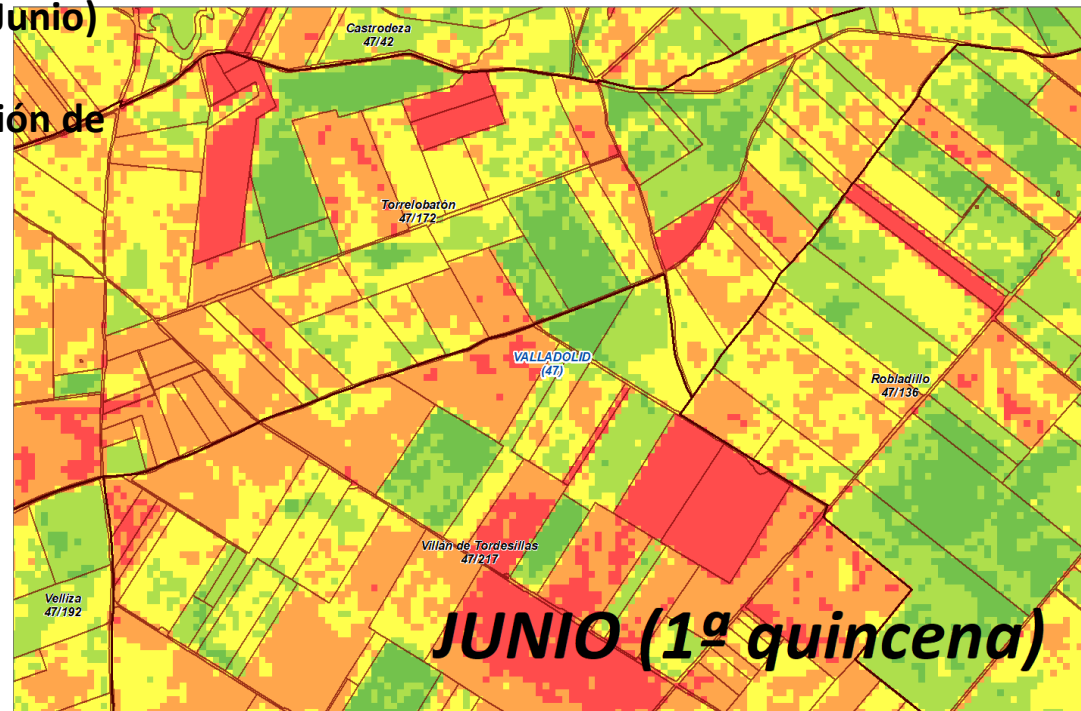 Junio)
ión de
Castrodeza
47/42
Torrelobatón
47/172
VALLADOLID
(47)
Robladillo
47/136
Villán de Tordesillas
47/217
Velliza
47/192
JUNIO (1ª quincena)